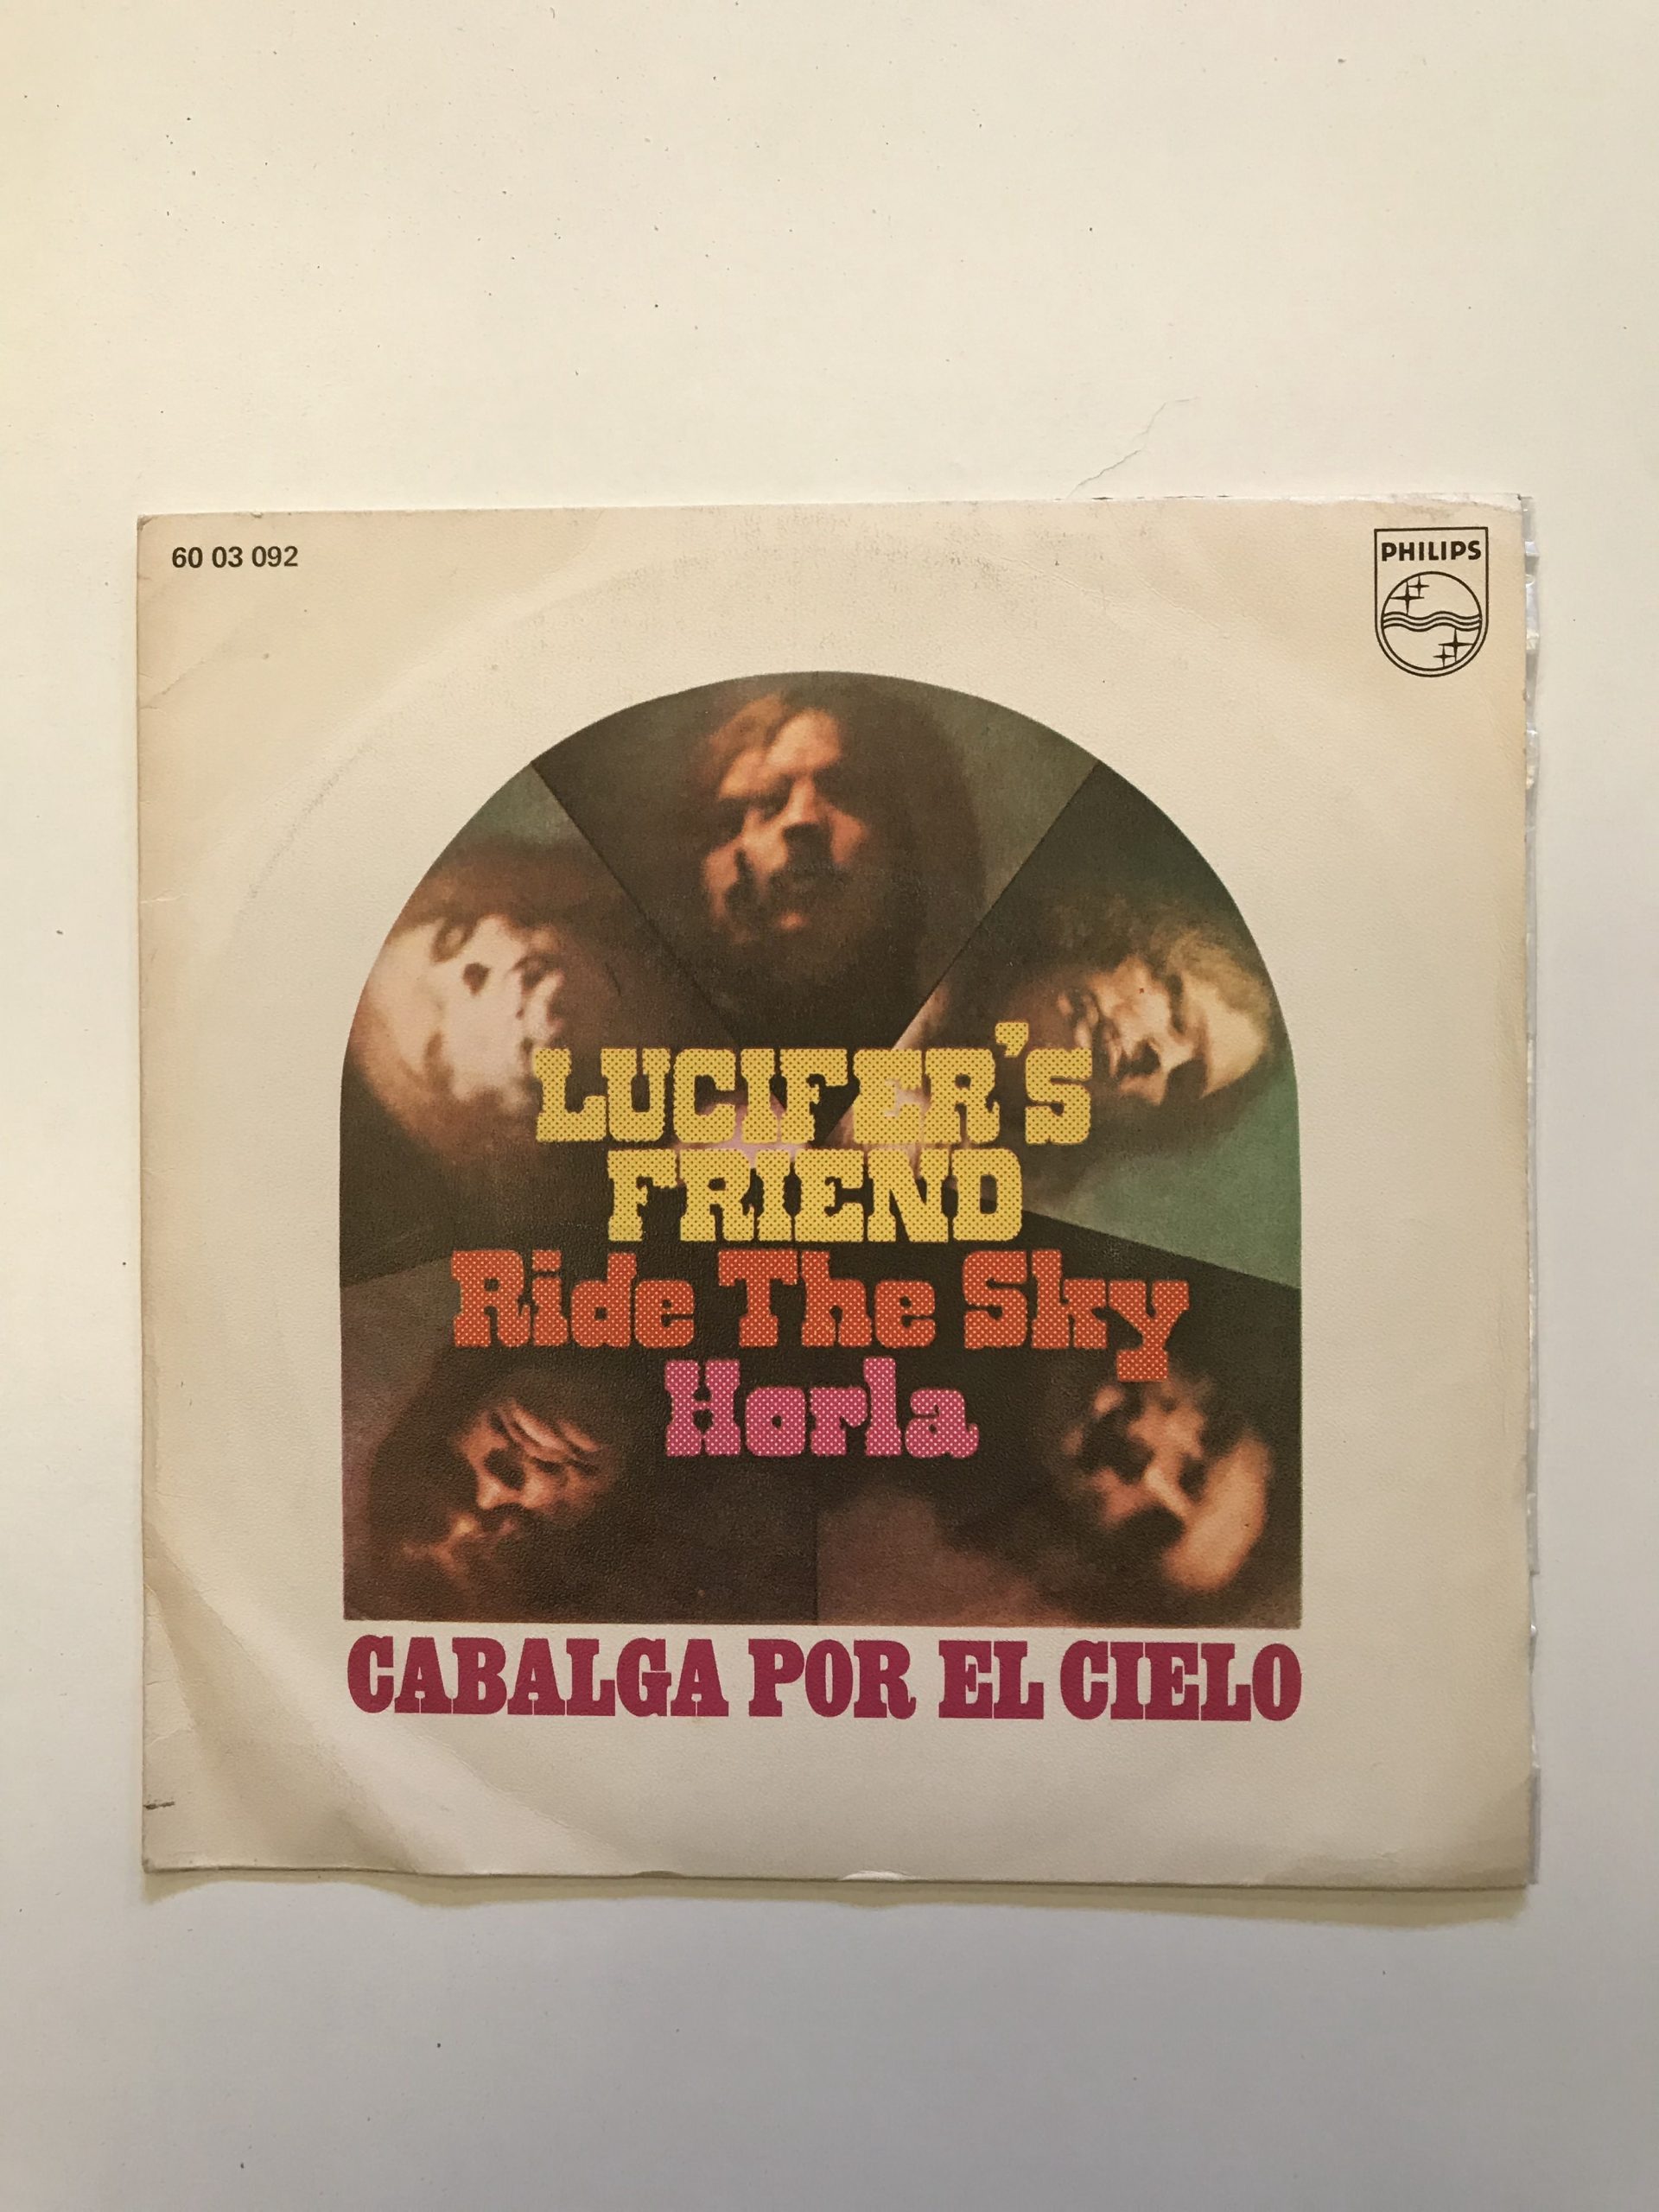 60 03 092
PHILIPS
LUCIFER'S
FRIEND
Ride The Sky
Horla
CABALGA POR EL CIELO